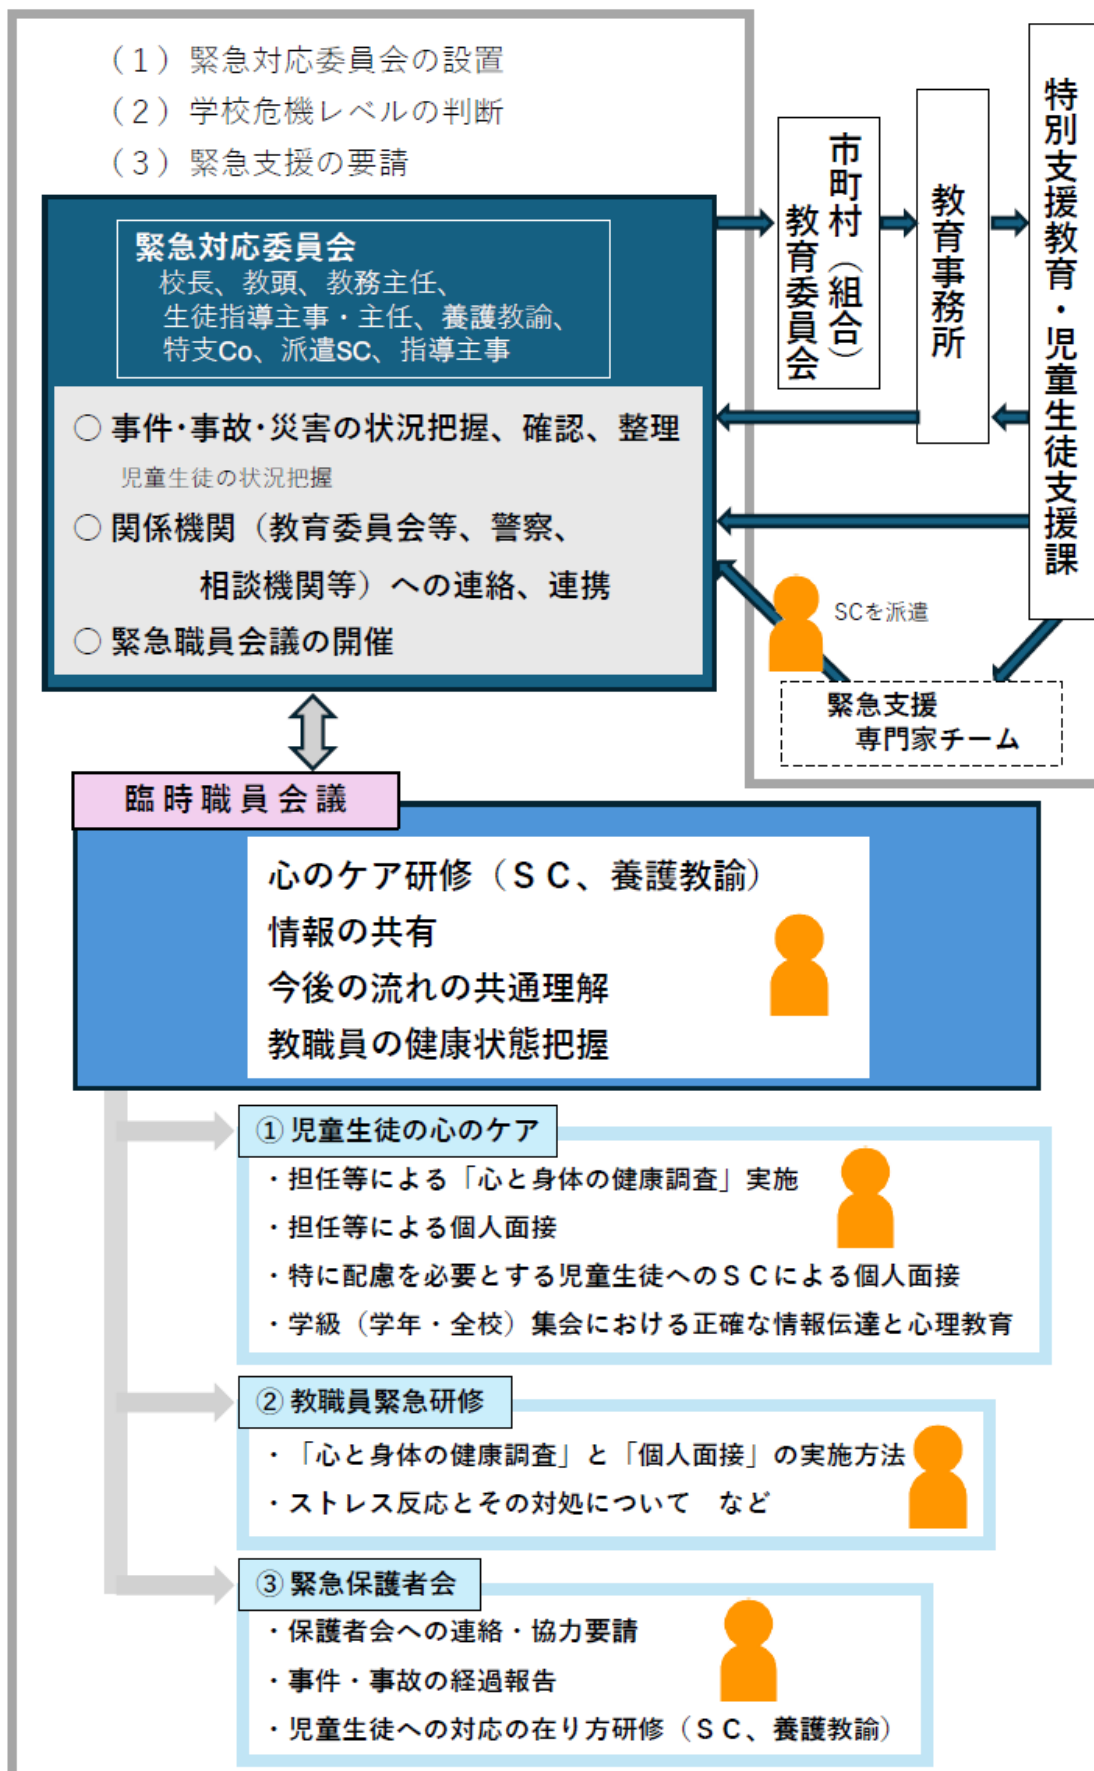 （1）緊急対応委員会の設置
（2）学校危機レベルの判断
（3）緊急支援の要請
緊急対応委員会
校長、教頭、教務主任、
生徒指導主事・主任、養護教諭、
特支Co、派遣SC、指導主事
○ 事件・事故・災害の状況把握、確認、整理
児童生徒の状況把握
○ 関係機関（教育委員会等、警察、
相談機関等）への連絡、連携
○ 緊急職員会議の開催
市町村（組合）
教育委員会
教育事務所
特別支援教育・児童生徒支援課
SCを派遣
緊急支援
専門家チーム
臨時職員会議
心のケア研修（ＳＣ、養護教諭）
情報の共有
今後の流れの共通理解
教職員の健康状態把握
① 児童生徒の心のケア
・担任等による「心と身体の健康調査」実施
・担任等による個人面接
・特に配慮を必要とする児童生徒へのＳＣによる個人面接
・学級（学年・全校）集会における正確な情報伝達と心理教育
② 教職員緊急研修
・「心と身体の健康調査」と「個人面接」の実施方法
・ストレス反応とその対処について　など
③ 緊急保護者会
・保護者会への連絡・協力要請
・事件・事故の経過報告
・児童生徒への対応の在り方研修（ＳＣ、養護教諭）